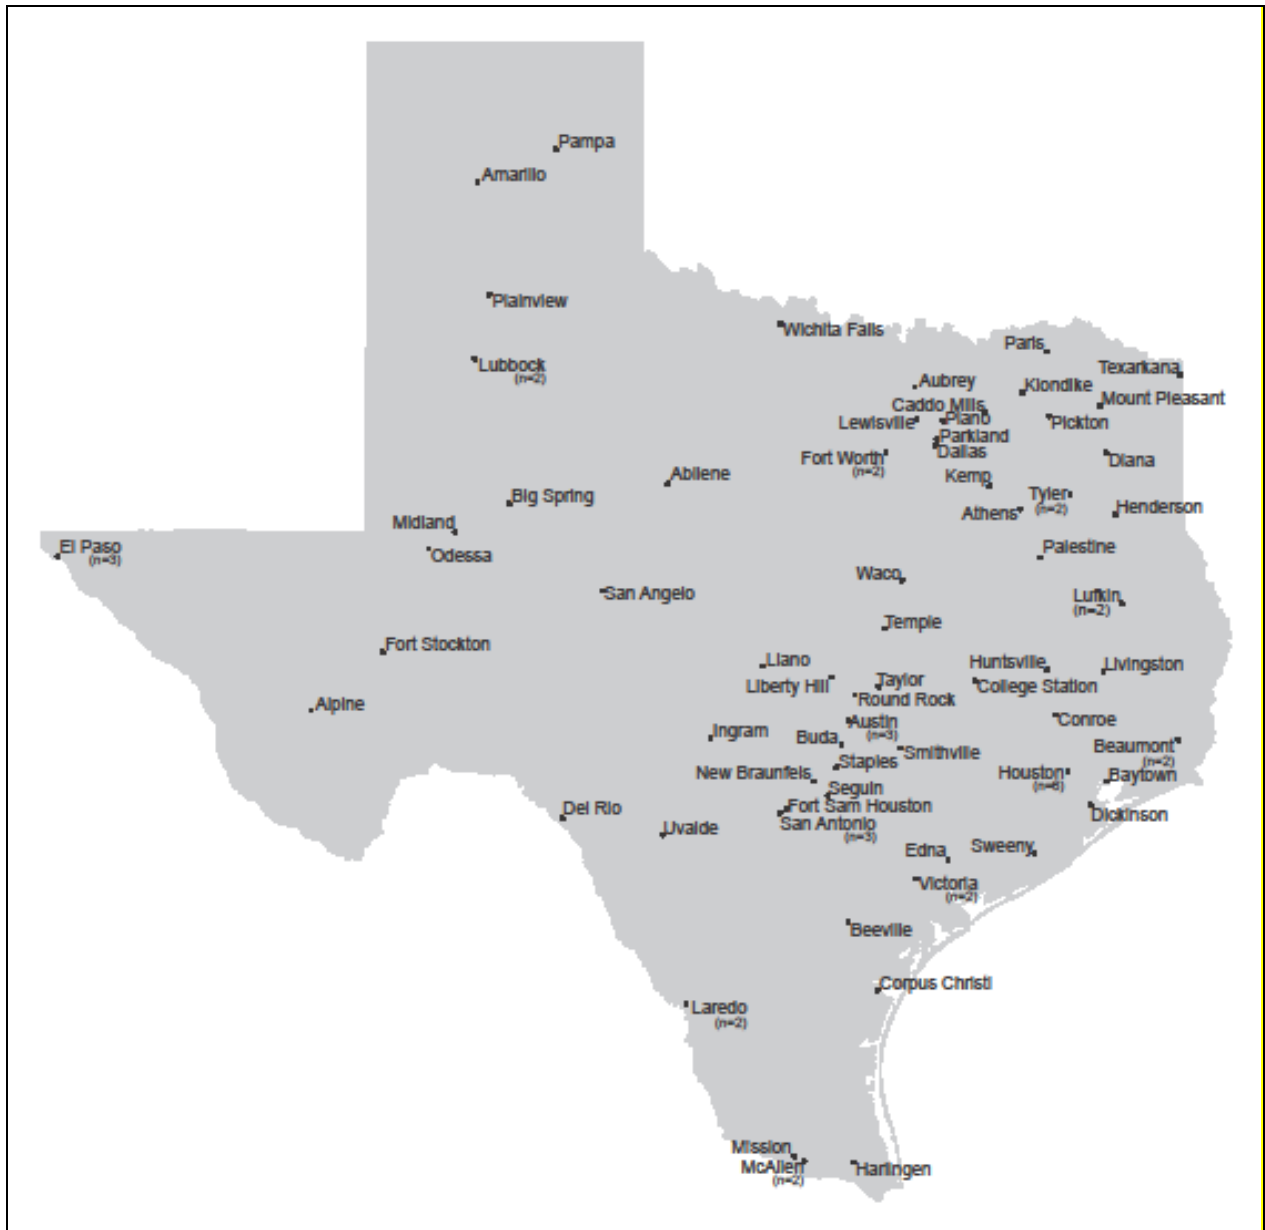 Pampa
Amarillo
Plainview
Wichita Falls
Paris
Lubbock
(n=2)
Texarkana
Aubrey
Klondike
Mount Pleasant
Caddo Mills
Plano
Lewisville
Pickton
Parkland
Dallas
Fort Worth
(n=2)
Diana
Abilene
Kemp
Big Spring
Tyler
(n=2)
Henderson
Athens
Midland
Odessa
El Paso
(n=3)
Palestine
Waco
San Angelo
Lufkin
(n=2)
Temple
Fort Stockton
Llano
Huntsville
Livingston
Liberty Hill
Taylor
College Station
Round Rock
Alpine
Austin
(n=3)
Conroe
Ingram
Buda
Smithville
Beaumont
(n=2)
Staples
New Braunfels
Houston
(n=6)
Baytown
Seguin
Del Rio
Fort Sam Houston
Dickinson
San Antonio
(n=3)
Uvalde
Edna
Sweeny
Victoria
(n=2)
Beeville
Corpus Christi
Laredo
(n=2)
Mission
McAllen
(n=2)
Harlingen